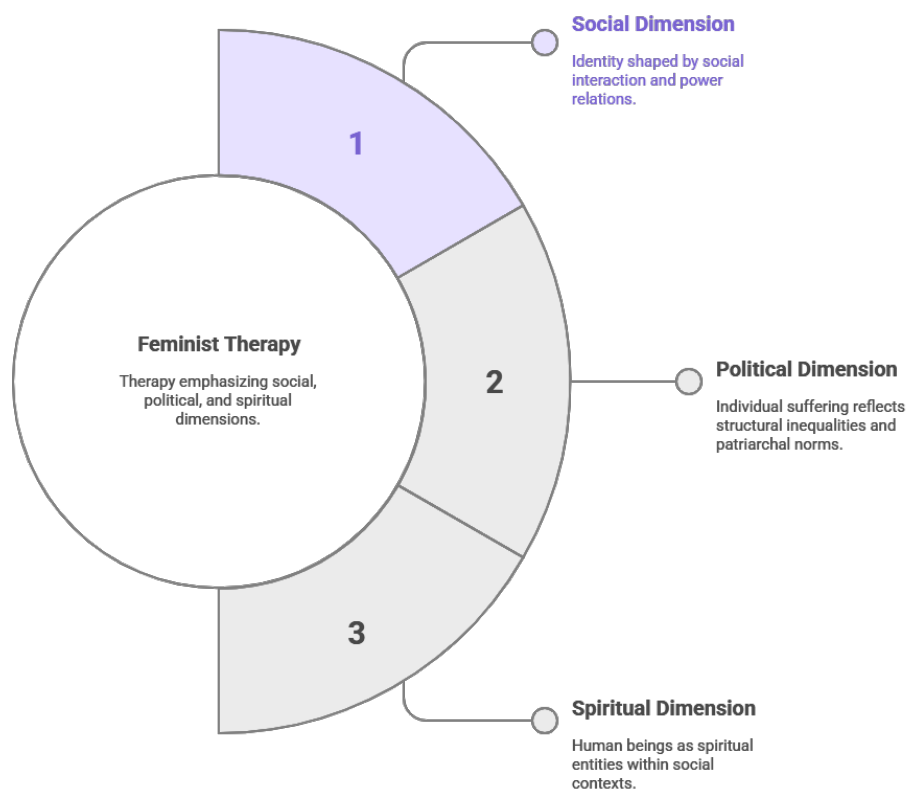 Social Dimension
Identity shaped by social
interaction and power
relations.
1
Feminist Therapy
Therapy emphasizing social,
political, and spiritual
dimensions.
2
Political Dimension
Individual suffering reflects
structural inequalities and
patriarchal norms.
3
Spiritual Dimension
Human beings as spiritual
entities within social
contexts.